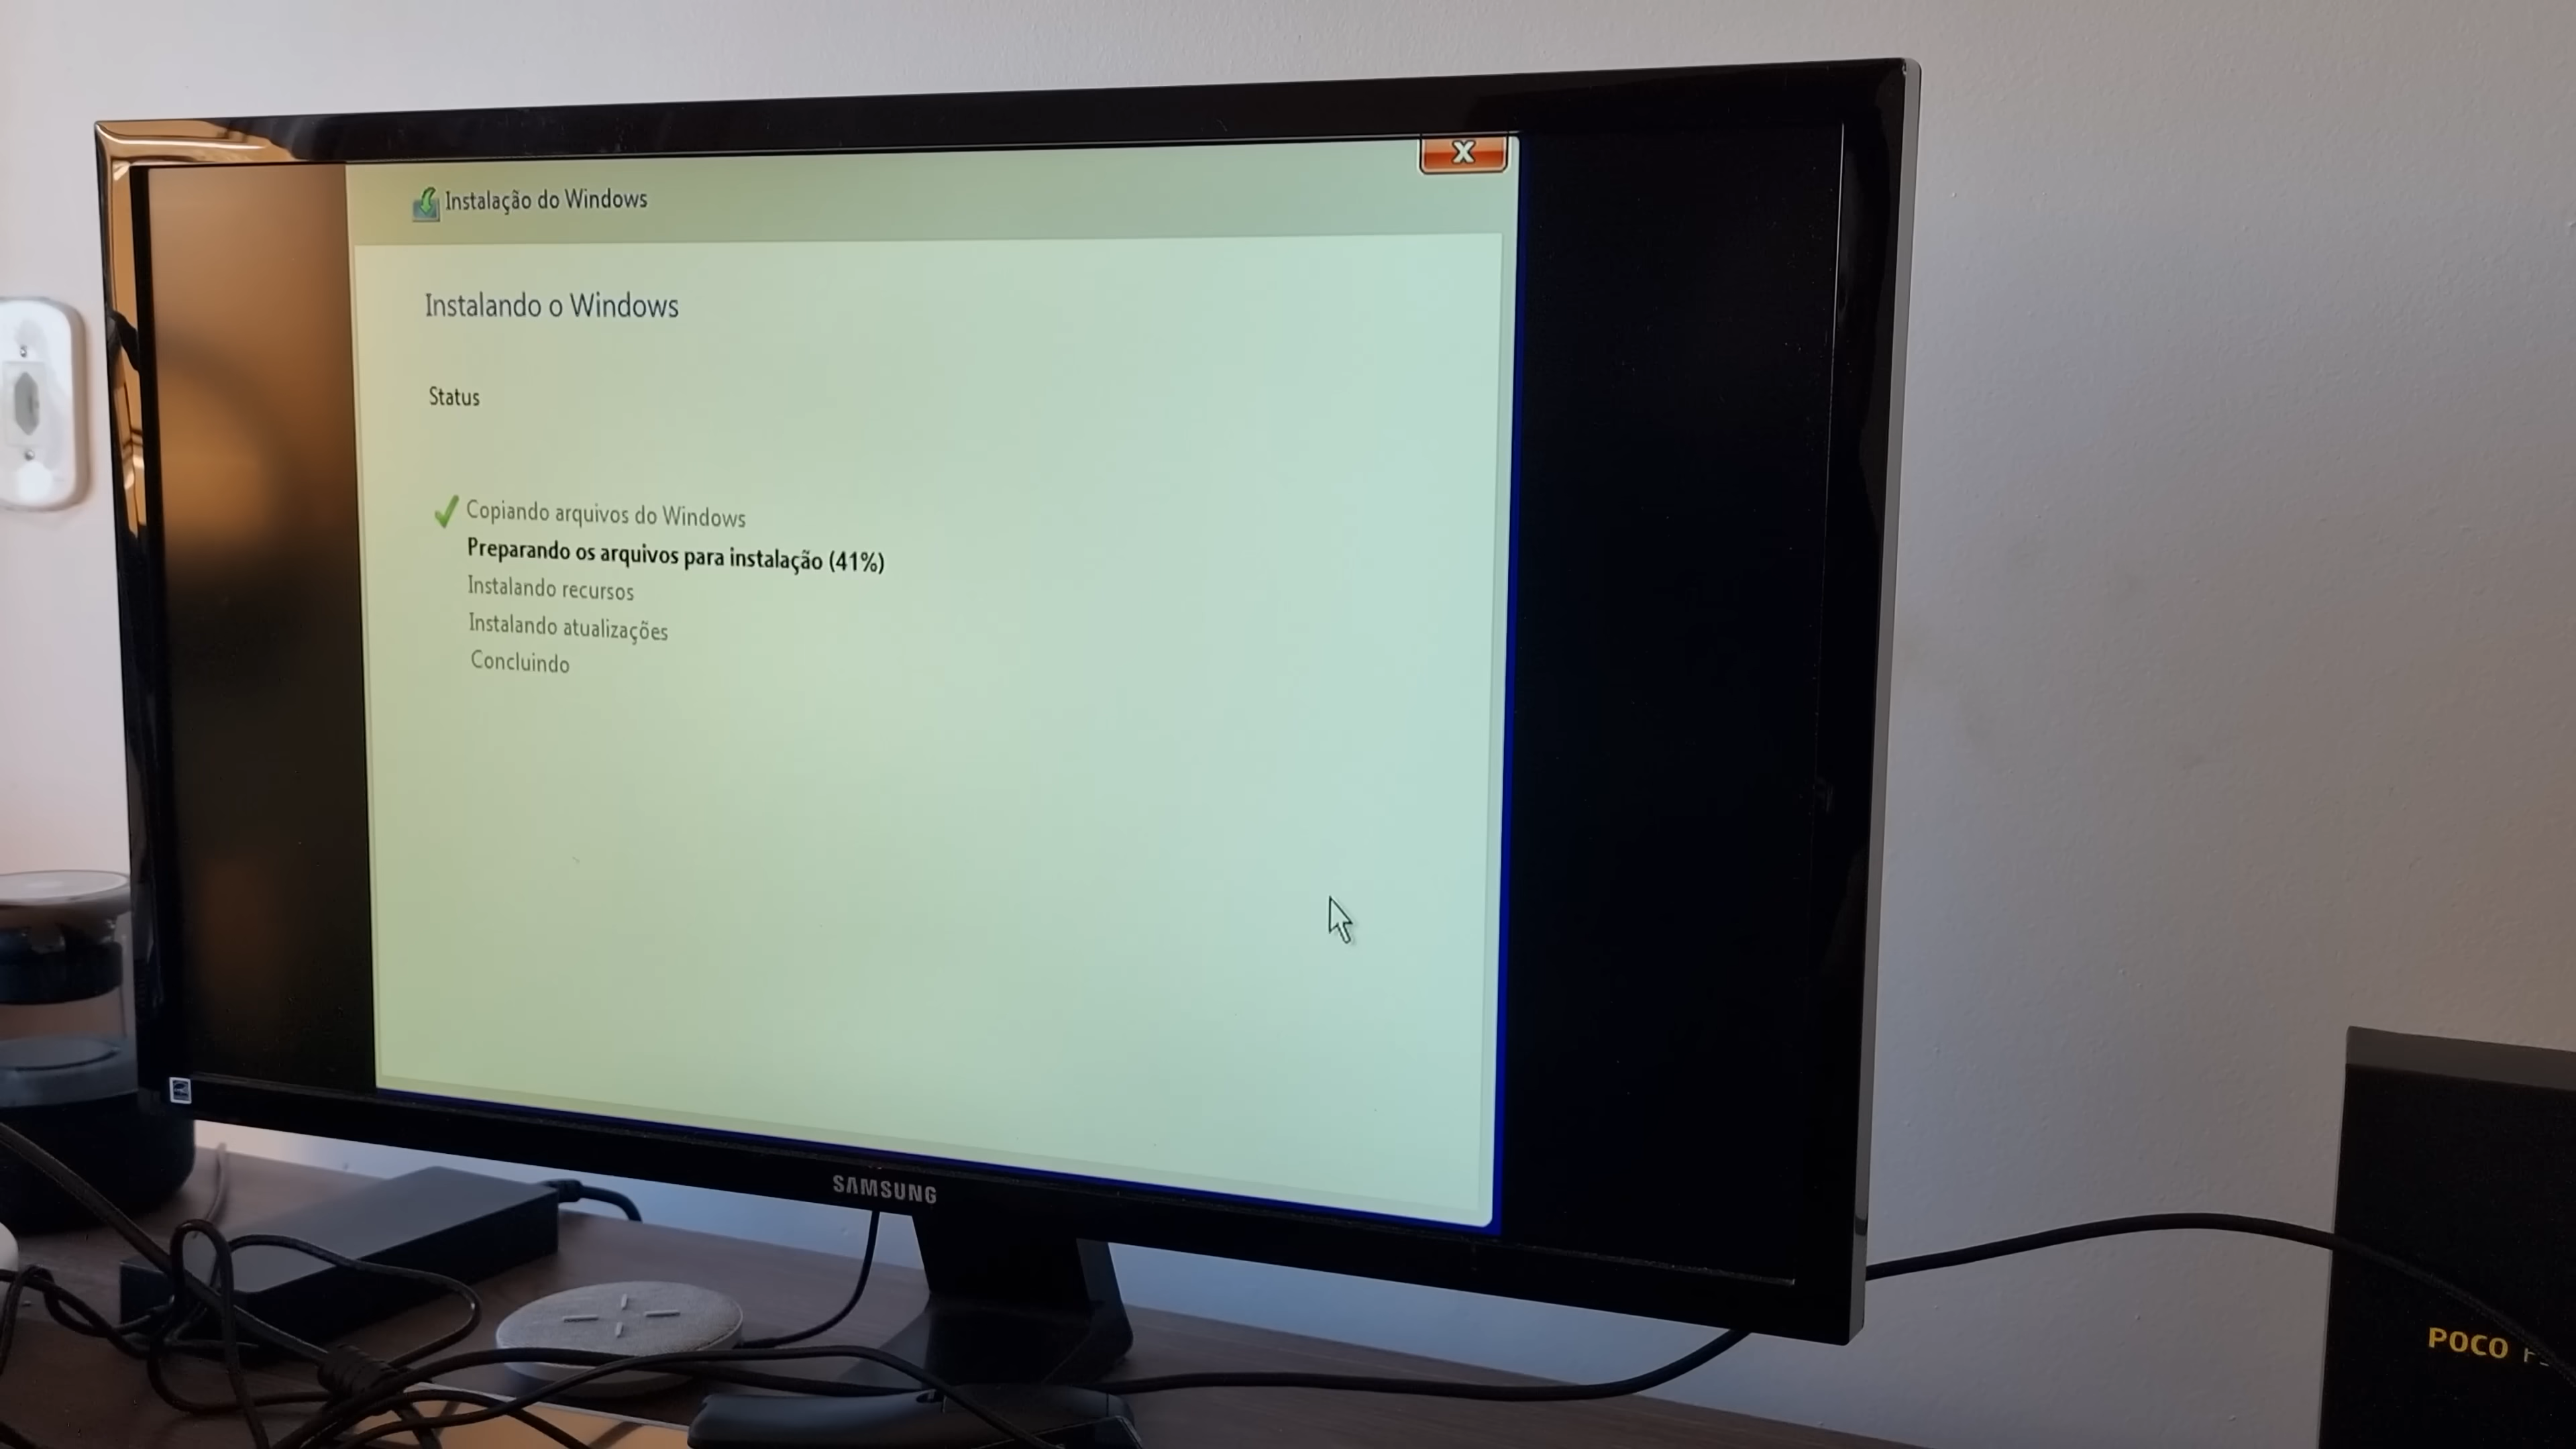 Instalação do Windows
Instalando o Windows
Status
Copiando arquivos do Windows
Preparando os arquivos para instalação (41%)
Instalando recursos
Instalando atualizações
Concluindo
SAMSUNG
POCO